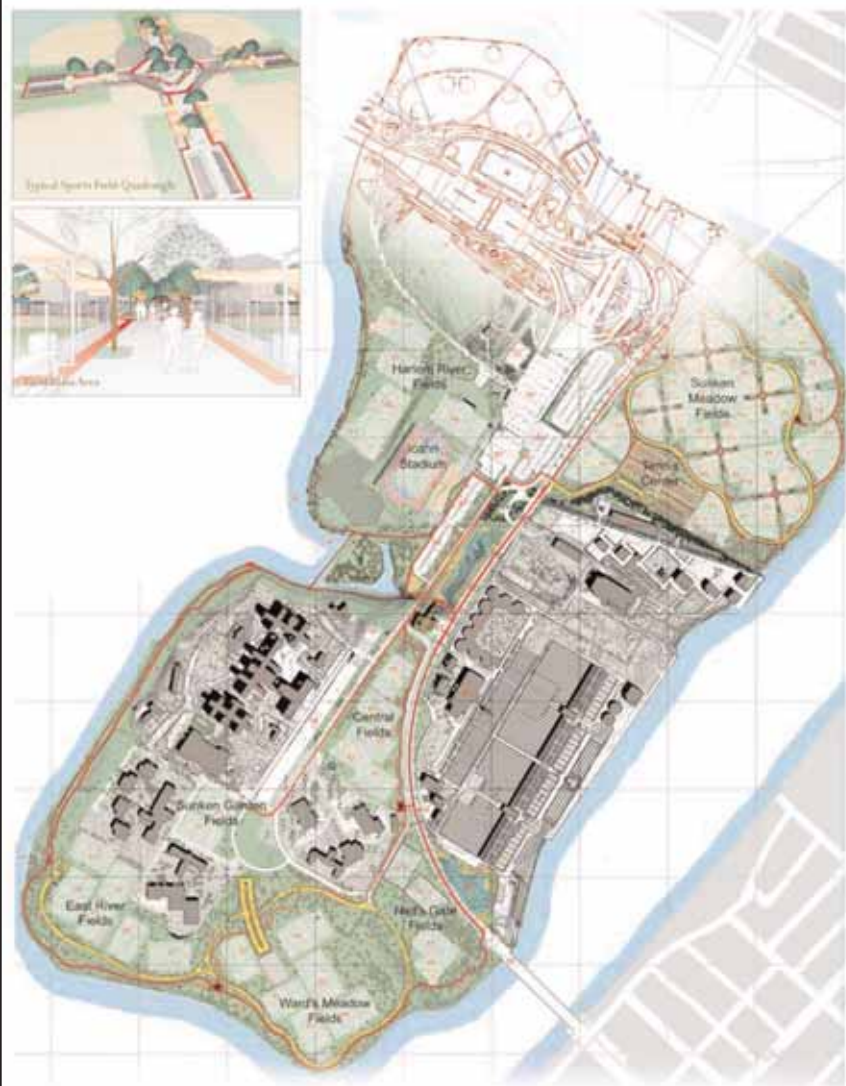 Typical Sports Field Quadrangle
Harlem River
Fields
Icahn
Stadium
Sunken
Meadow
Fields
Tennis
Center
Central
Fields
Sunken Garden
Fields
East River
Fields
Hell's Gate
Fields
Ward's Meadow
Fields